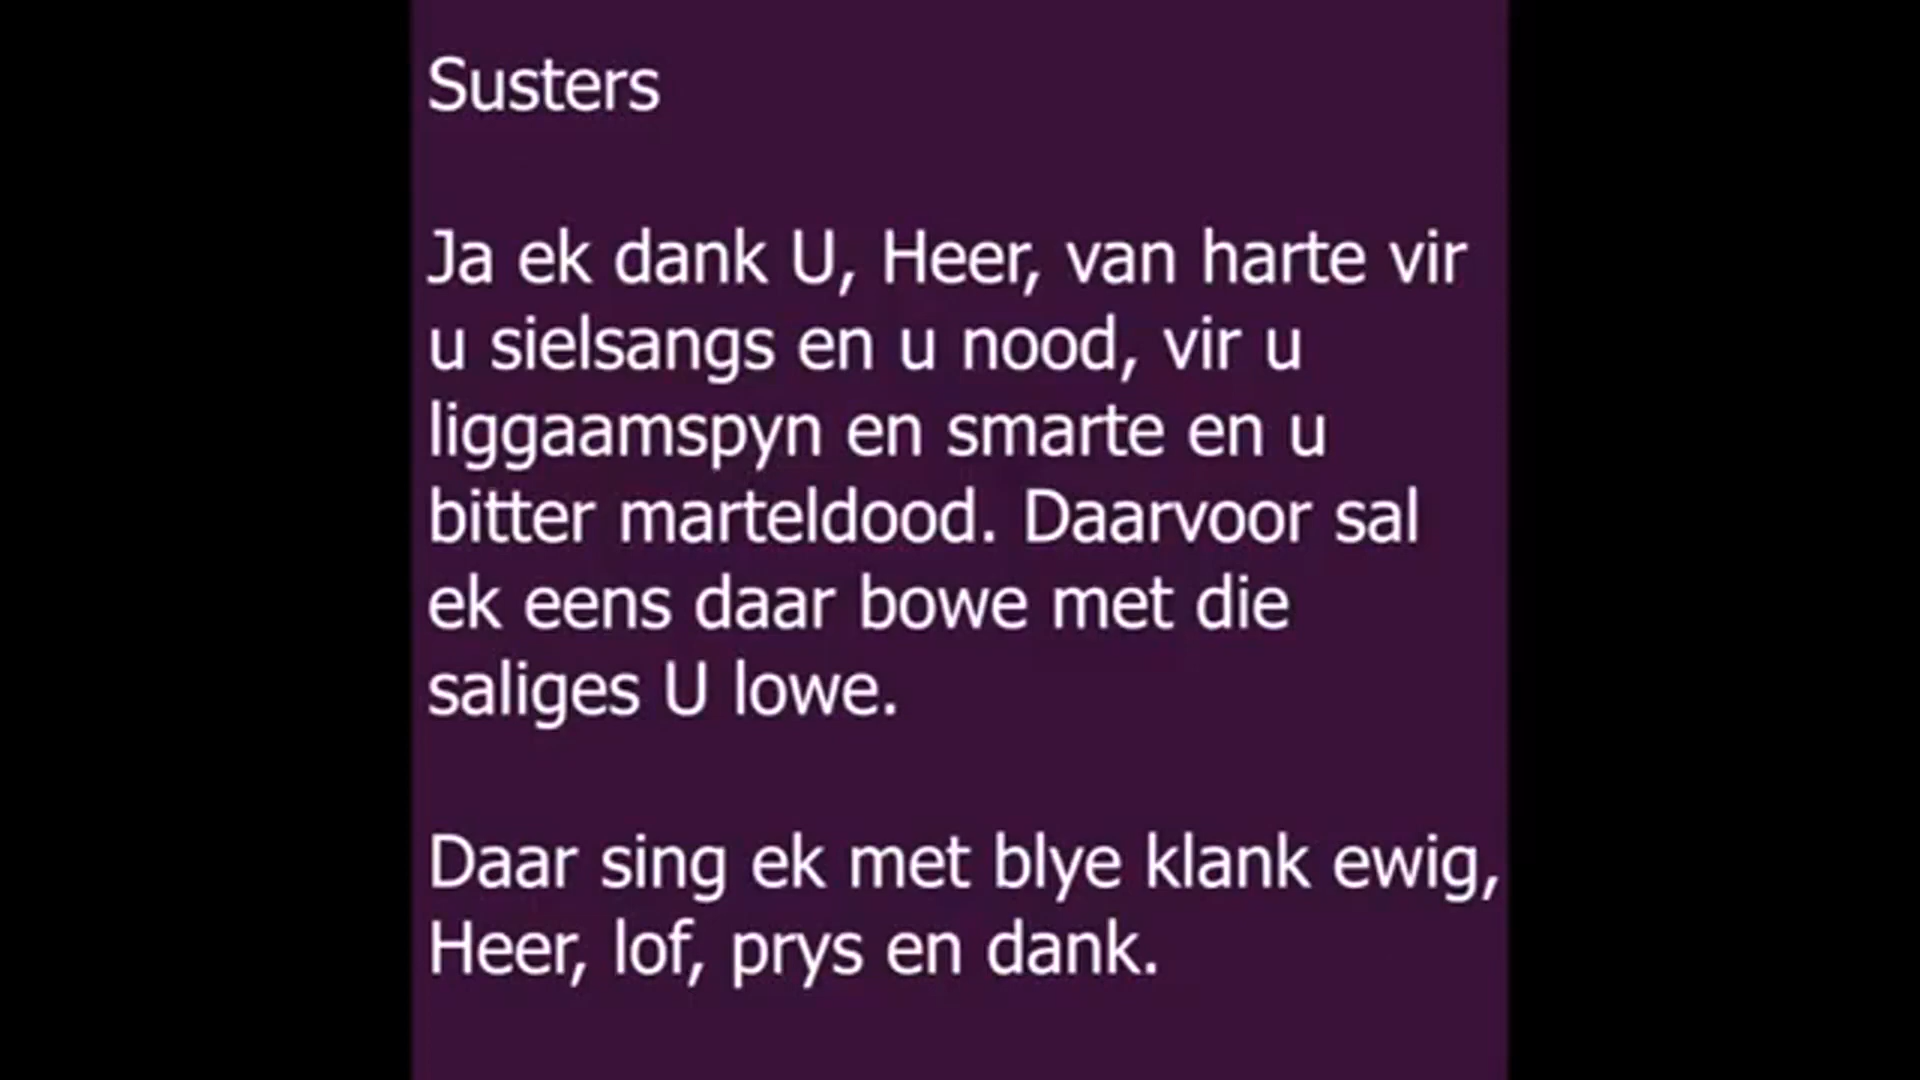 Susters
Ja ek dank U, Heer, van harte vir
u sielsangs en u nood, vir u
liggaamspyn en smarte en u
bitter marteldood. Daarvoor sal
ek eens daar bowe met die
saliges U lowe.
Daar sing ek met blye klank ewig,
Heer, lof, prys en dank.